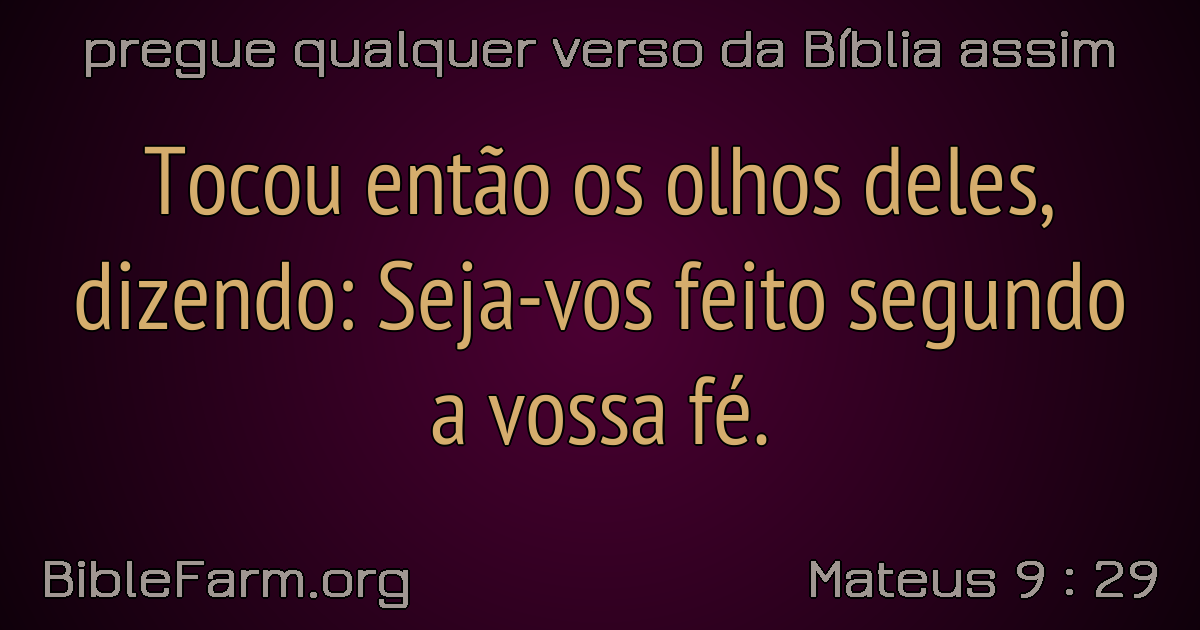 pregue qualquer verso da Bíblia assim
Tocou então os olhos deles,
dizendo: Seja-vos feito segundo
a vossa fé.
BibleFarm.org
Mateus 9 : 29